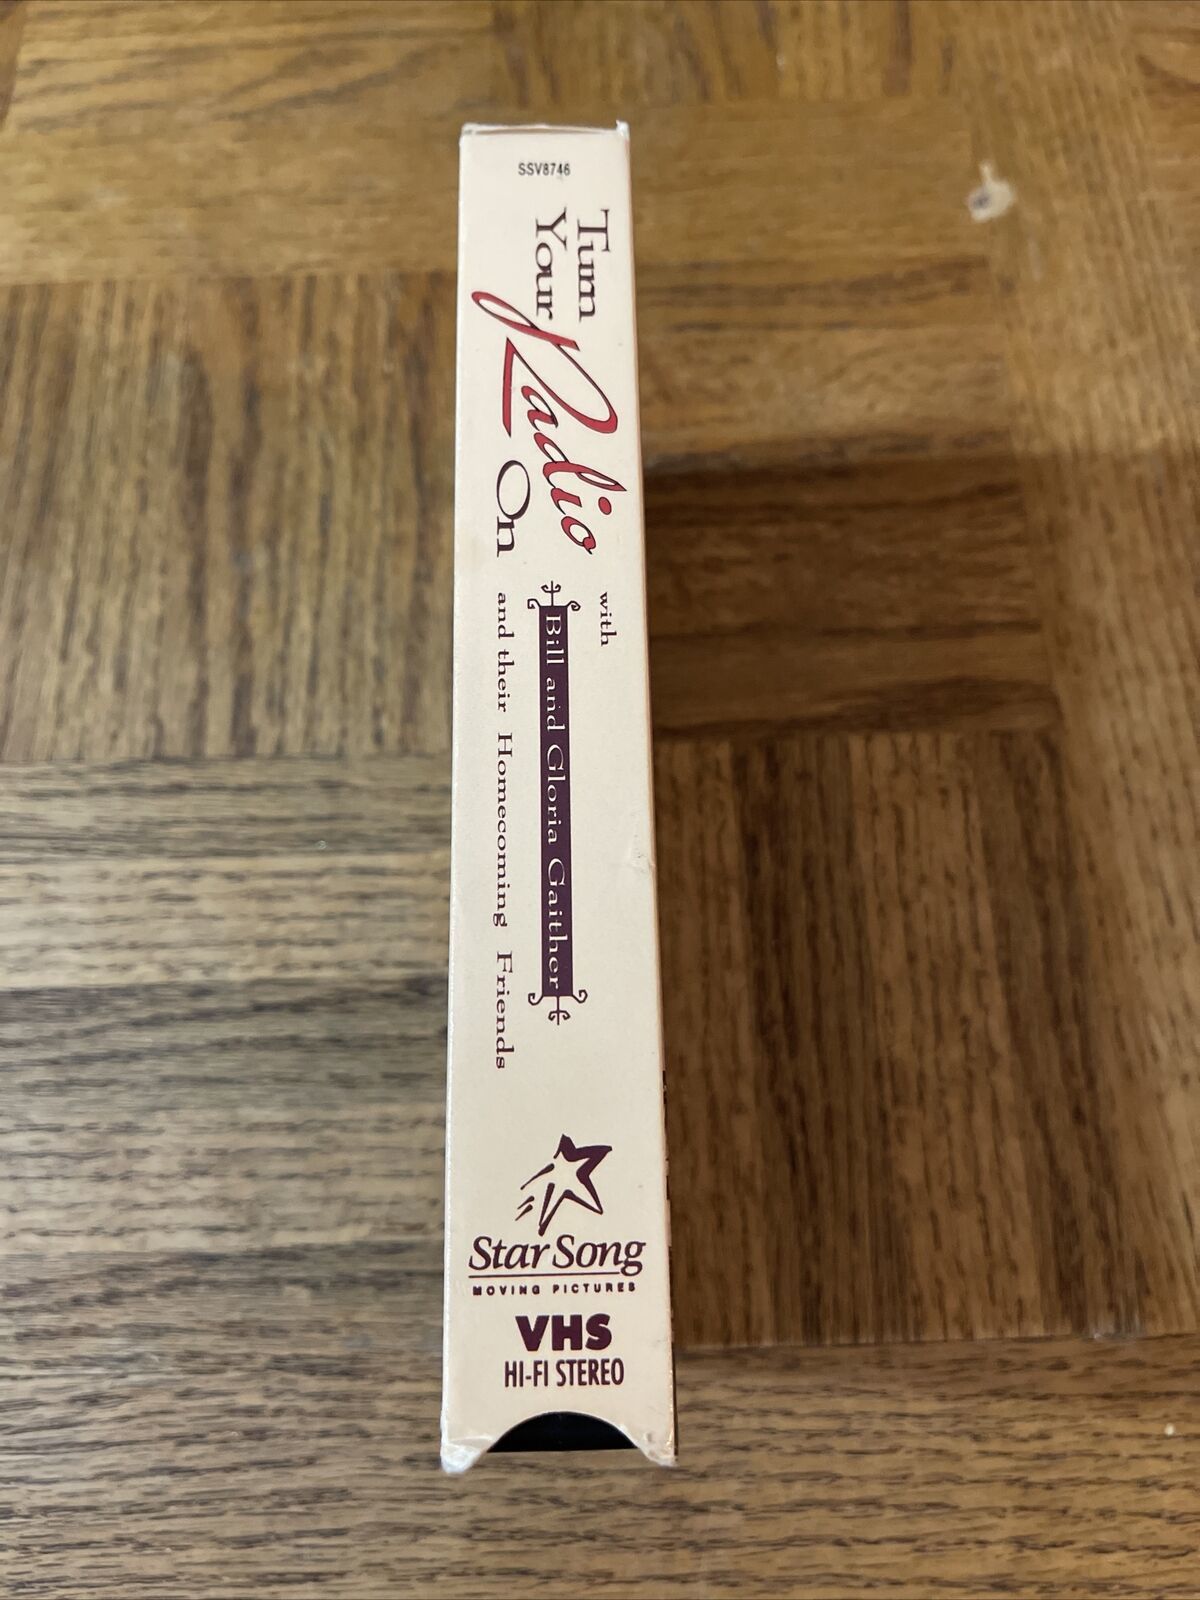 SSV8746
Turn
Your
Radio
On
with
Bill and Gloria Gaither
and their Homecoming Friends
Star Song
MOVING PICTURES
VHS
HI-FI STEREO